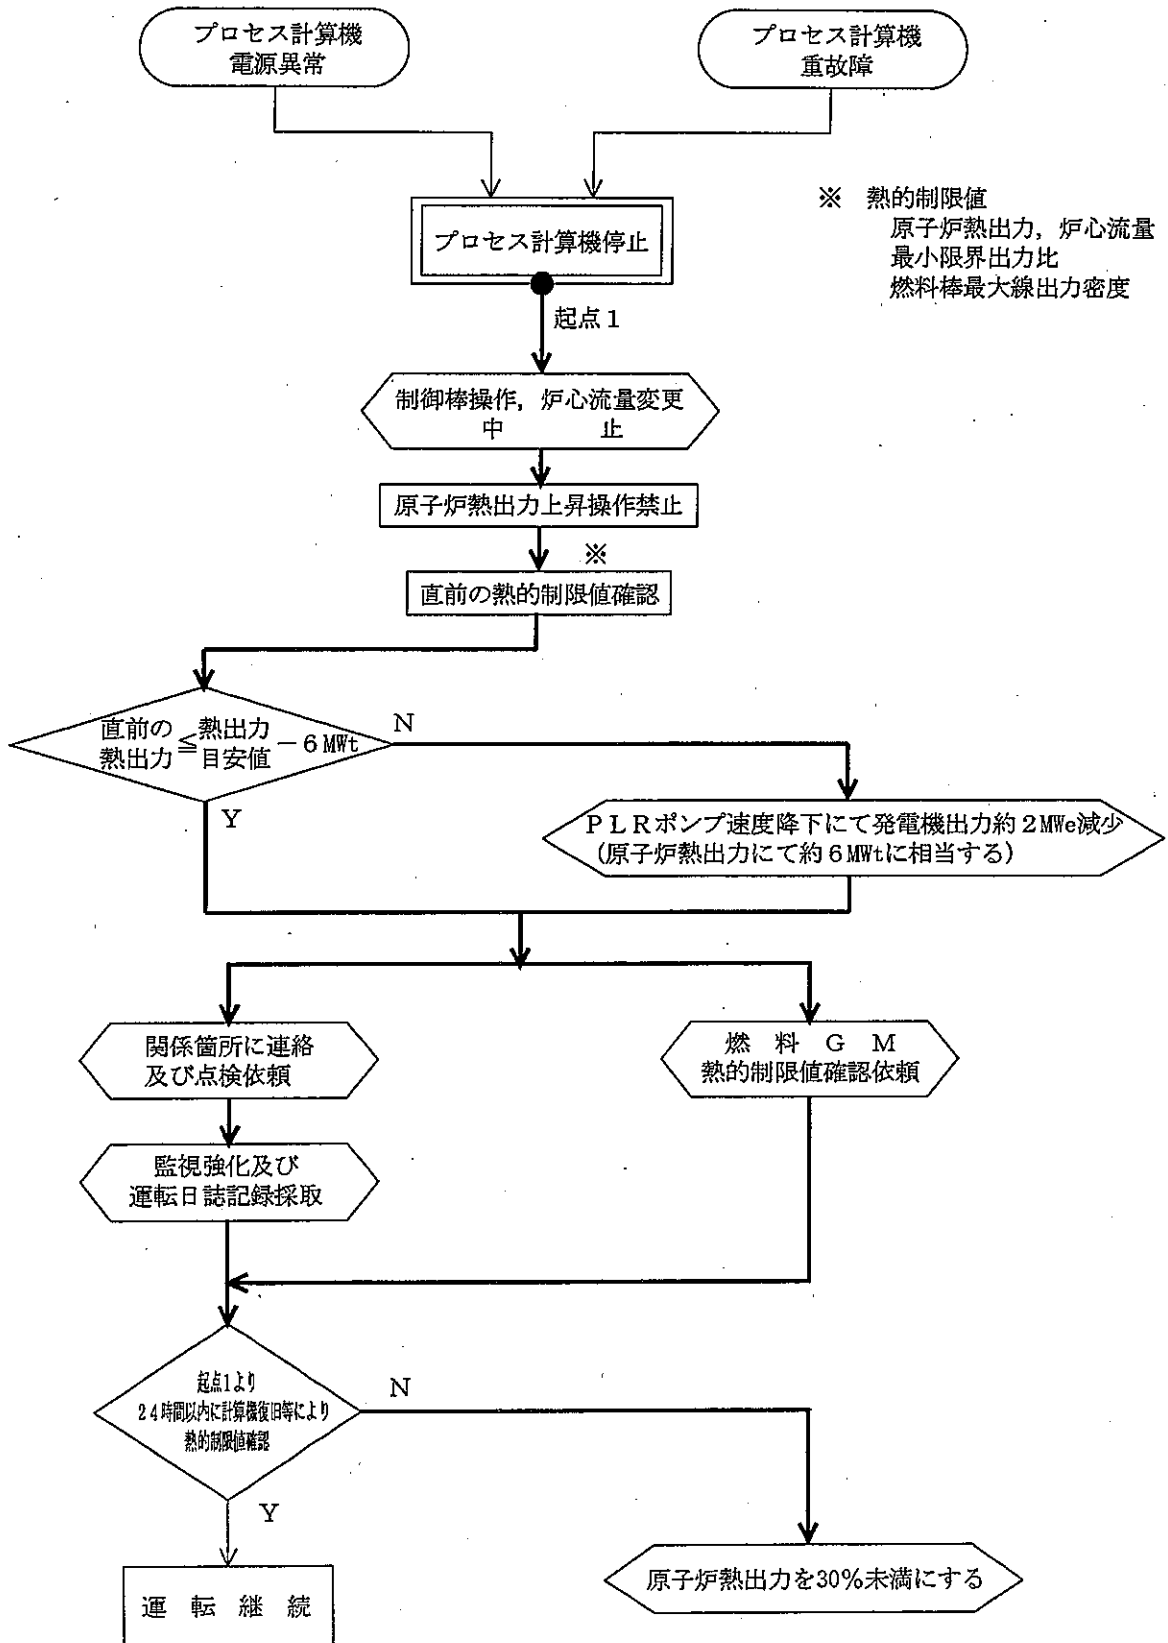 プロセス計算機
電源異常
プロセス計算機
重故障
プロセス計算機停止
※ 熱的制限値
原子炉熱出力，炉心流量
最小限界出力比
燃料棒最大線出力密度
起点１
制御棒操作，炉心流量変更
中　　　止
原子炉熱出力上昇操作禁止
※
直前の熱的制限値確認
直前の
熱出力 ≦ 熱出力
目安値 －６MWt
N
Y
ＰＬＲポンプ速度降下にて発電機出力約２MWe減少
(原子炉熱出力にて約６MWtに相当する)
関係箇所に連絡
及び点検依頼
燃　料　Ｇ　Ｍ
熱的制限値確認依頼
監視強化及び
運転日誌記録採取
起点1より
２４時間以内に計算機復旧等により
熱的制限値確認
N
Y
運　転　継　続
原子炉熱出力を30％未満にする